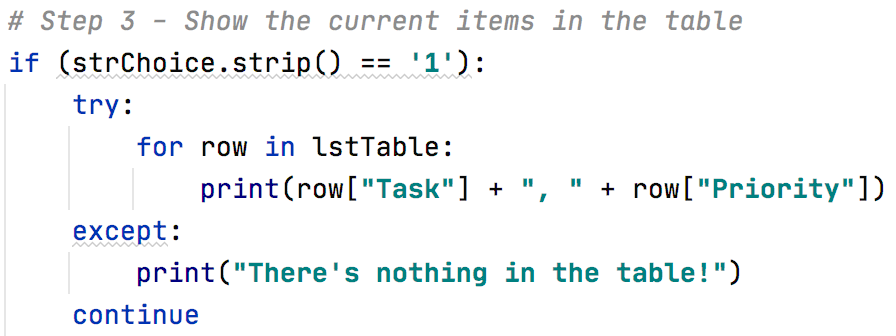 # Step 3 - Show the current items in the table
if (strChoice.strip() == '1'):
    try:
        for row in lstTable:
            print(row["Task"] + ", " + row["Priority"])
    except:
        print("There's nothing in the table!")
    continue